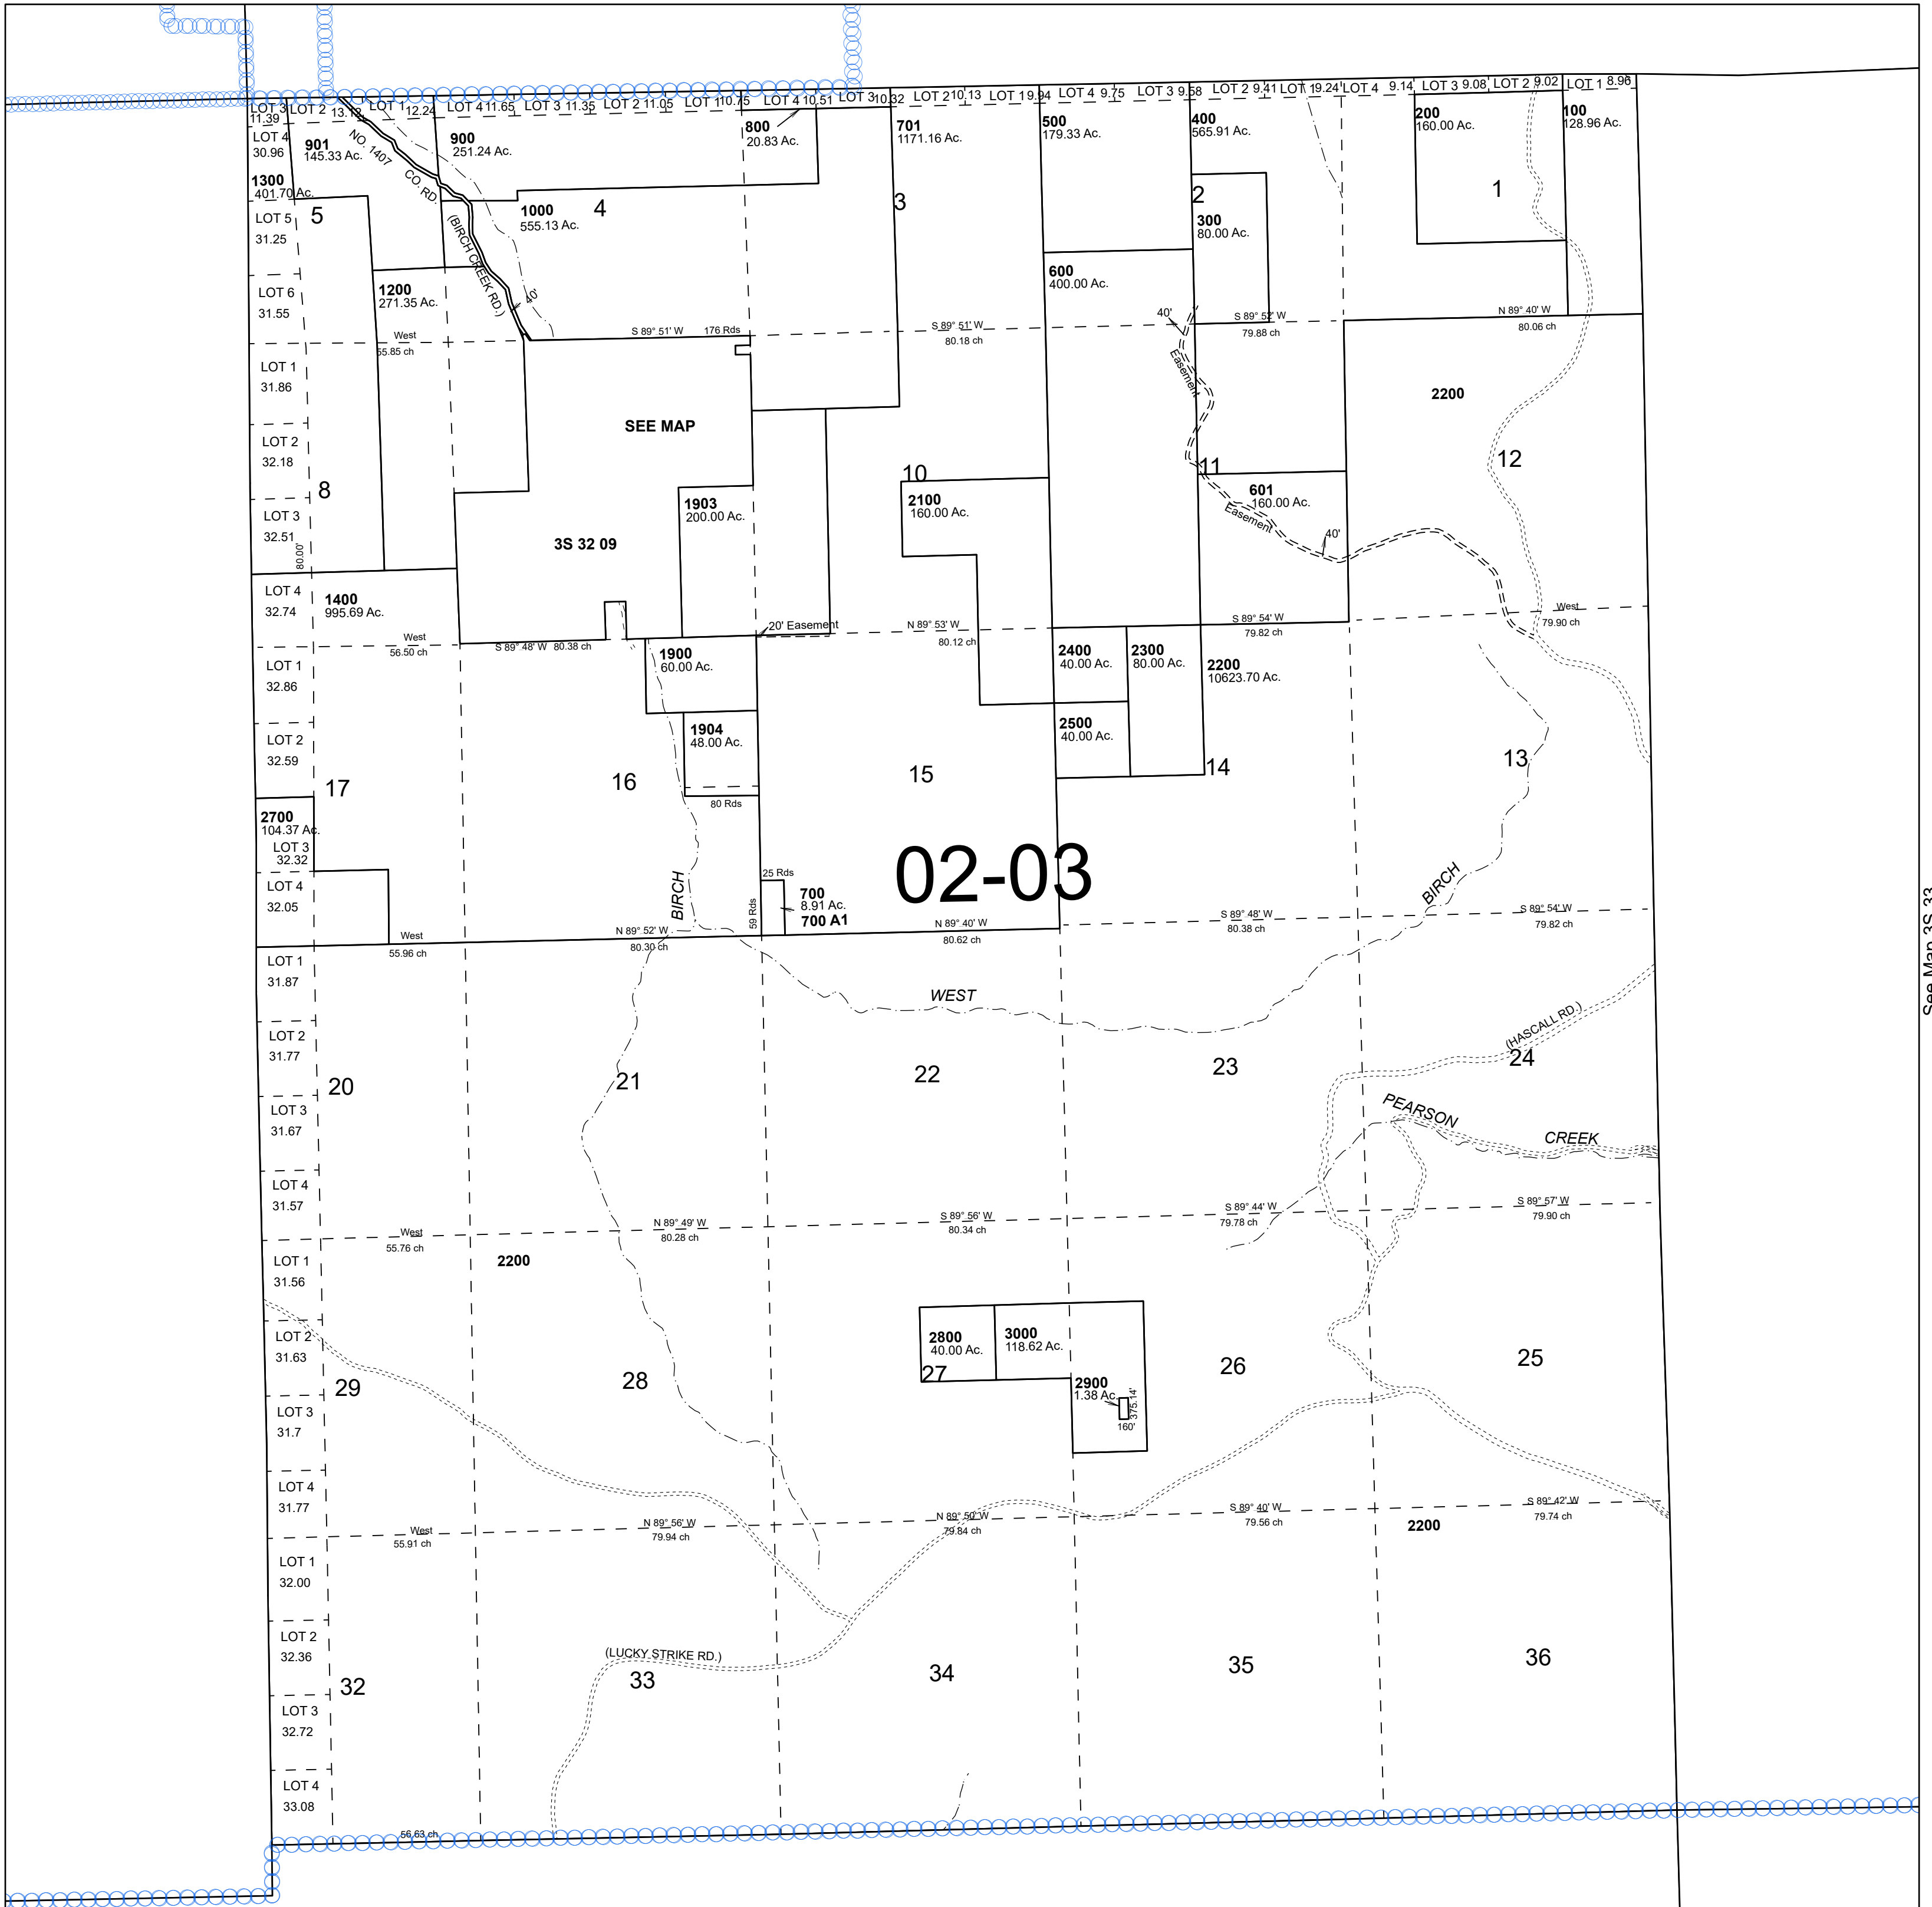 LOT 3
11.39
LOT 2 13.13
LOT 1 12.24
LOT 4 11.65
LOT 3 11.35
LOT 2 11.05
LOT 1 10.75
LOT 4 10.51
LOT 3 10.32
LOT 2 10.13
LOT 1 9.94
LOT 4 9.75
LOT 3 9.58
LOT 2 9.41
LOT 1 9.24
LOT 4 9.14
LOT 3 9.08
LOT 2 9.02
LOT 1 8.96
LOT 4
30.96
901
145.33 Ac.
NO. 1407
CO. RD.
(BIRCH CREEK RD.)
40'
900
251.24 Ac.
800
20.83 Ac.
701
1171.16 Ac.
500
179.33 Ac.
400
565.91 Ac.
200
160.00 Ac.
100
128.96 Ac.
1300
401.70 Ac.
5
4
3
2
1
1000
555.13 Ac.
300
80.00 Ac.
LOT 5
31.25
LOT 6
31.55
1200
271.35 Ac.
600
400.00 Ac.
West
55.85 ch
S 89° 51' W 176 Rds
S 89° 51' W
80.18 ch
40'
S 89° 52' W
79.88 ch
N 89° 40' W
80.06 ch
Easement
LOT 1
31.86
SEE MAP
2200
LOT 2
32.18
8
10
11
12
LOT 3
32.51
80.00'
1903
200.00 Ac.
2100
160.00 Ac.
601
160.00 Ac.
Easement
40'
3S 32 09
LOT 4
32.74
1400
995.69 Ac.
West
56.50 ch
S 89° 48' W 80.38 ch
20' Easement
N 89° 53' W
80.12 ch
S 89° 54' W
79.82 ch
West
79.90 ch
LOT 1
32.86
1900
60.00 Ac.
2400
40.00 Ac.
2300
80.00 Ac.
2200
10623.70 Ac.
LOT 2
32.59
1904
48.00 Ac.
2500
40.00 Ac.
17
16
15
14
13
80 Rds
2700
104.37 Ac.
LOT 3
32.32
LOT 4
32.05
02-03
BIRCH
25 Rds
59 Rds
700
8.91 Ac.
700 A1
BIRCH
See Map 3S 33
West
55.96 ch
N 89° 52' W
80.30 ch
N 89° 40' W
80.62 ch
S 89° 48' W
80.38 ch
S 89° 54' W
79.82 ch
LOT 1
31.87
WEST
(HASCALL RD.)
LOT 2
31.77
20
21
22
23
24
LOT 3
31.67
PEARSON
CREEK
LOT 4
31.57
West
55.76 ch
N 89° 49' W
80.28 ch
S 89° 56' W
80.34 ch
S 89° 44' W
79.78 ch
S 89° 57' W
79.90 ch
LOT 1
31.56
2200
LOT 2
31.63
2800
40.00 Ac.
3000
118.62 Ac.
29
28
27
26
25
2900
1.38 Ac.
375.14'
160'
LOT 3
31.7
LOT 4
31.77
West
55.91 ch
N 89° 56' W
79.94 ch
N 89° 50' W
79.84 ch
S 89° 40' W
79.56 ch
S 89° 42' W
79.74 ch
2200
LOT 1
32.00
LOT 2
32.36
(LUCKY STRIKE RD.)
32
33
34
35
36
LOT 3
32.72
LOT 4
33.08
56.63 ch